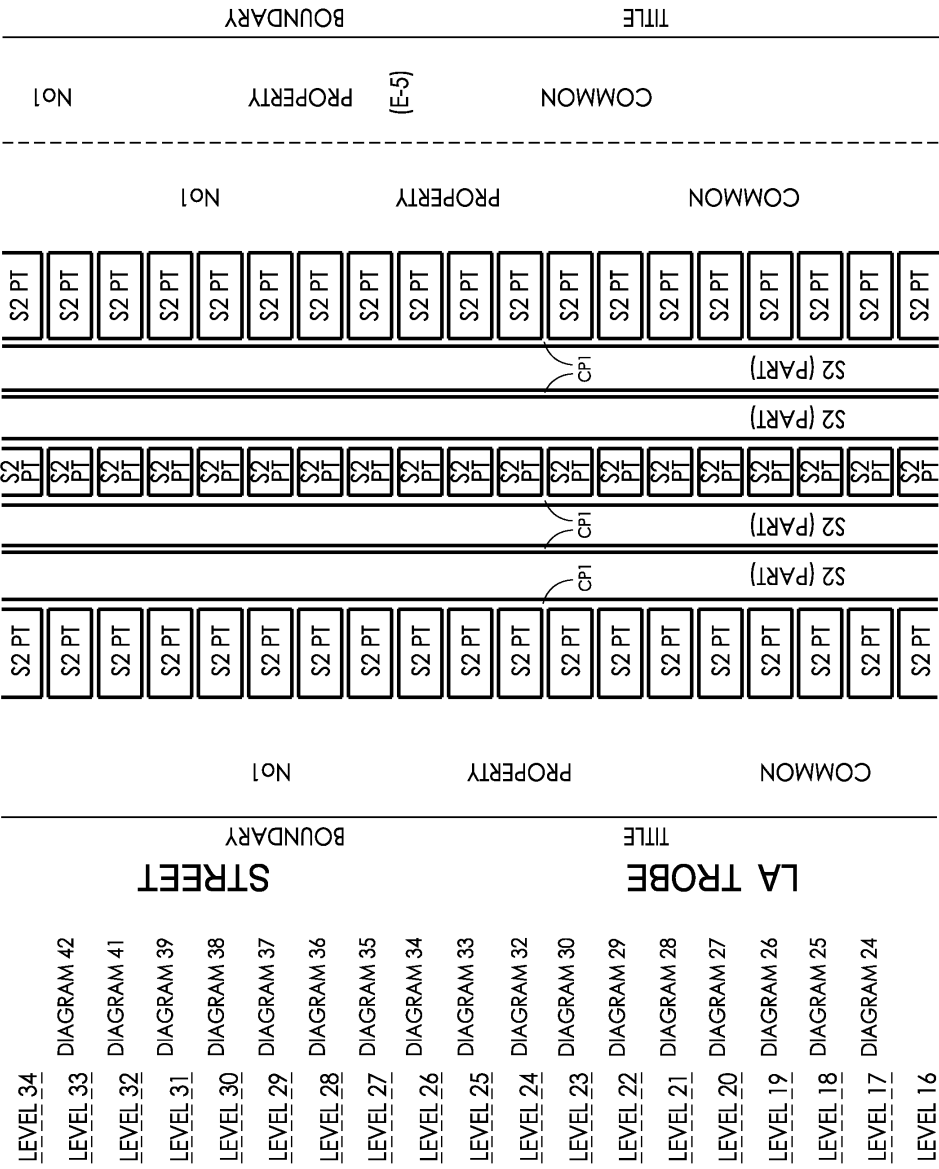 TITLE BOUNDARY
COMMON (E-5) PROPERTY No1
COMMON PROPERTY No1
S2 PT S2 PT S2 PT S2 PT S2 PT S2 PT S2 PT S2 PT S2 PT S2 PT S2 PT S2 PT S2 PT S2 PT S2 PT S2 PT S2 PT S2 PT S2 PT
CP1 S2 (PART)
S2 (PART)
S2 PT S2 PT S2 PT S2 PT S2 PT S2 PT S2 PT S2 PT S2 PT S2 PT S2 PT S2 PT S2 PT S2 PT S2 PT S2 PT S2 PT S2 PT S2 PT
CP1 S2 (PART)
CP1 S2 (PART)
S2 PT S2 PT S2 PT S2 PT S2 PT S2 PT S2 PT S2 PT S2 PT S2 PT S2 PT S2 PT S2 PT S2 PT S2 PT S2 PT S2 PT S2 PT S2 PT
COMMON PROPERTY No1
TITLE BOUNDARY
LA TROBE STREET
LEVEL 34
DIAGRAM 42
LEVEL 33
DIAGRAM 41
LEVEL 32
DIAGRAM 39
LEVEL 31
DIAGRAM 38
LEVEL 30
DIAGRAM 37
LEVEL 29
DIAGRAM 36
LEVEL 28
DIAGRAM 35
LEVEL 27
DIAGRAM 34
LEVEL 26
DIAGRAM 33
LEVEL 25
DIAGRAM 32
LEVEL 24
DIAGRAM 30
LEVEL 23
DIAGRAM 29
LEVEL 22
DIAGRAM 28
LEVEL 21
DIAGRAM 27
LEVEL 20
DIAGRAM 26
LEVEL 19
DIAGRAM 25
LEVEL 18
DIAGRAM 24
LEVEL 17
LEVEL 16